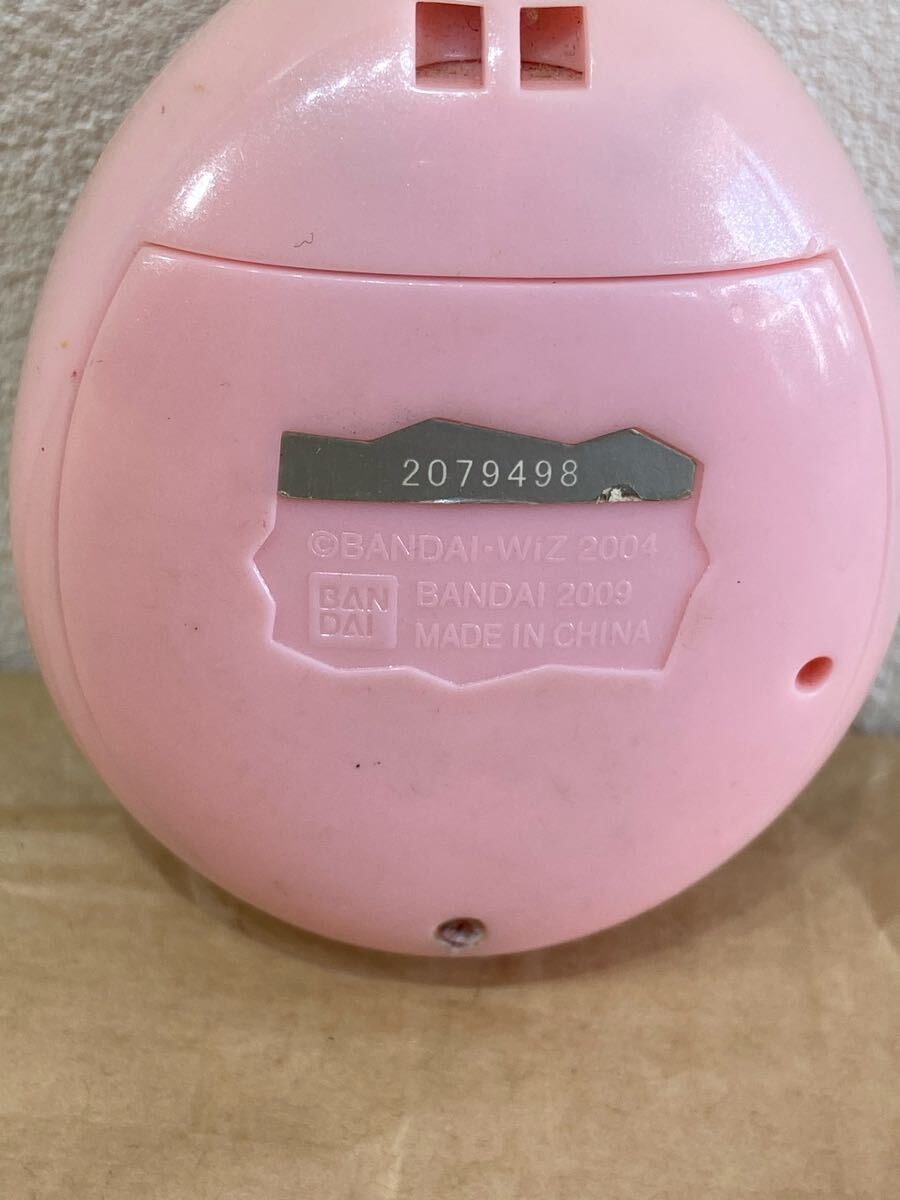 2079498
©BANDAI・WiZ 2004
BAN
DAI
BANDAI 2009
MADE IN CHINA